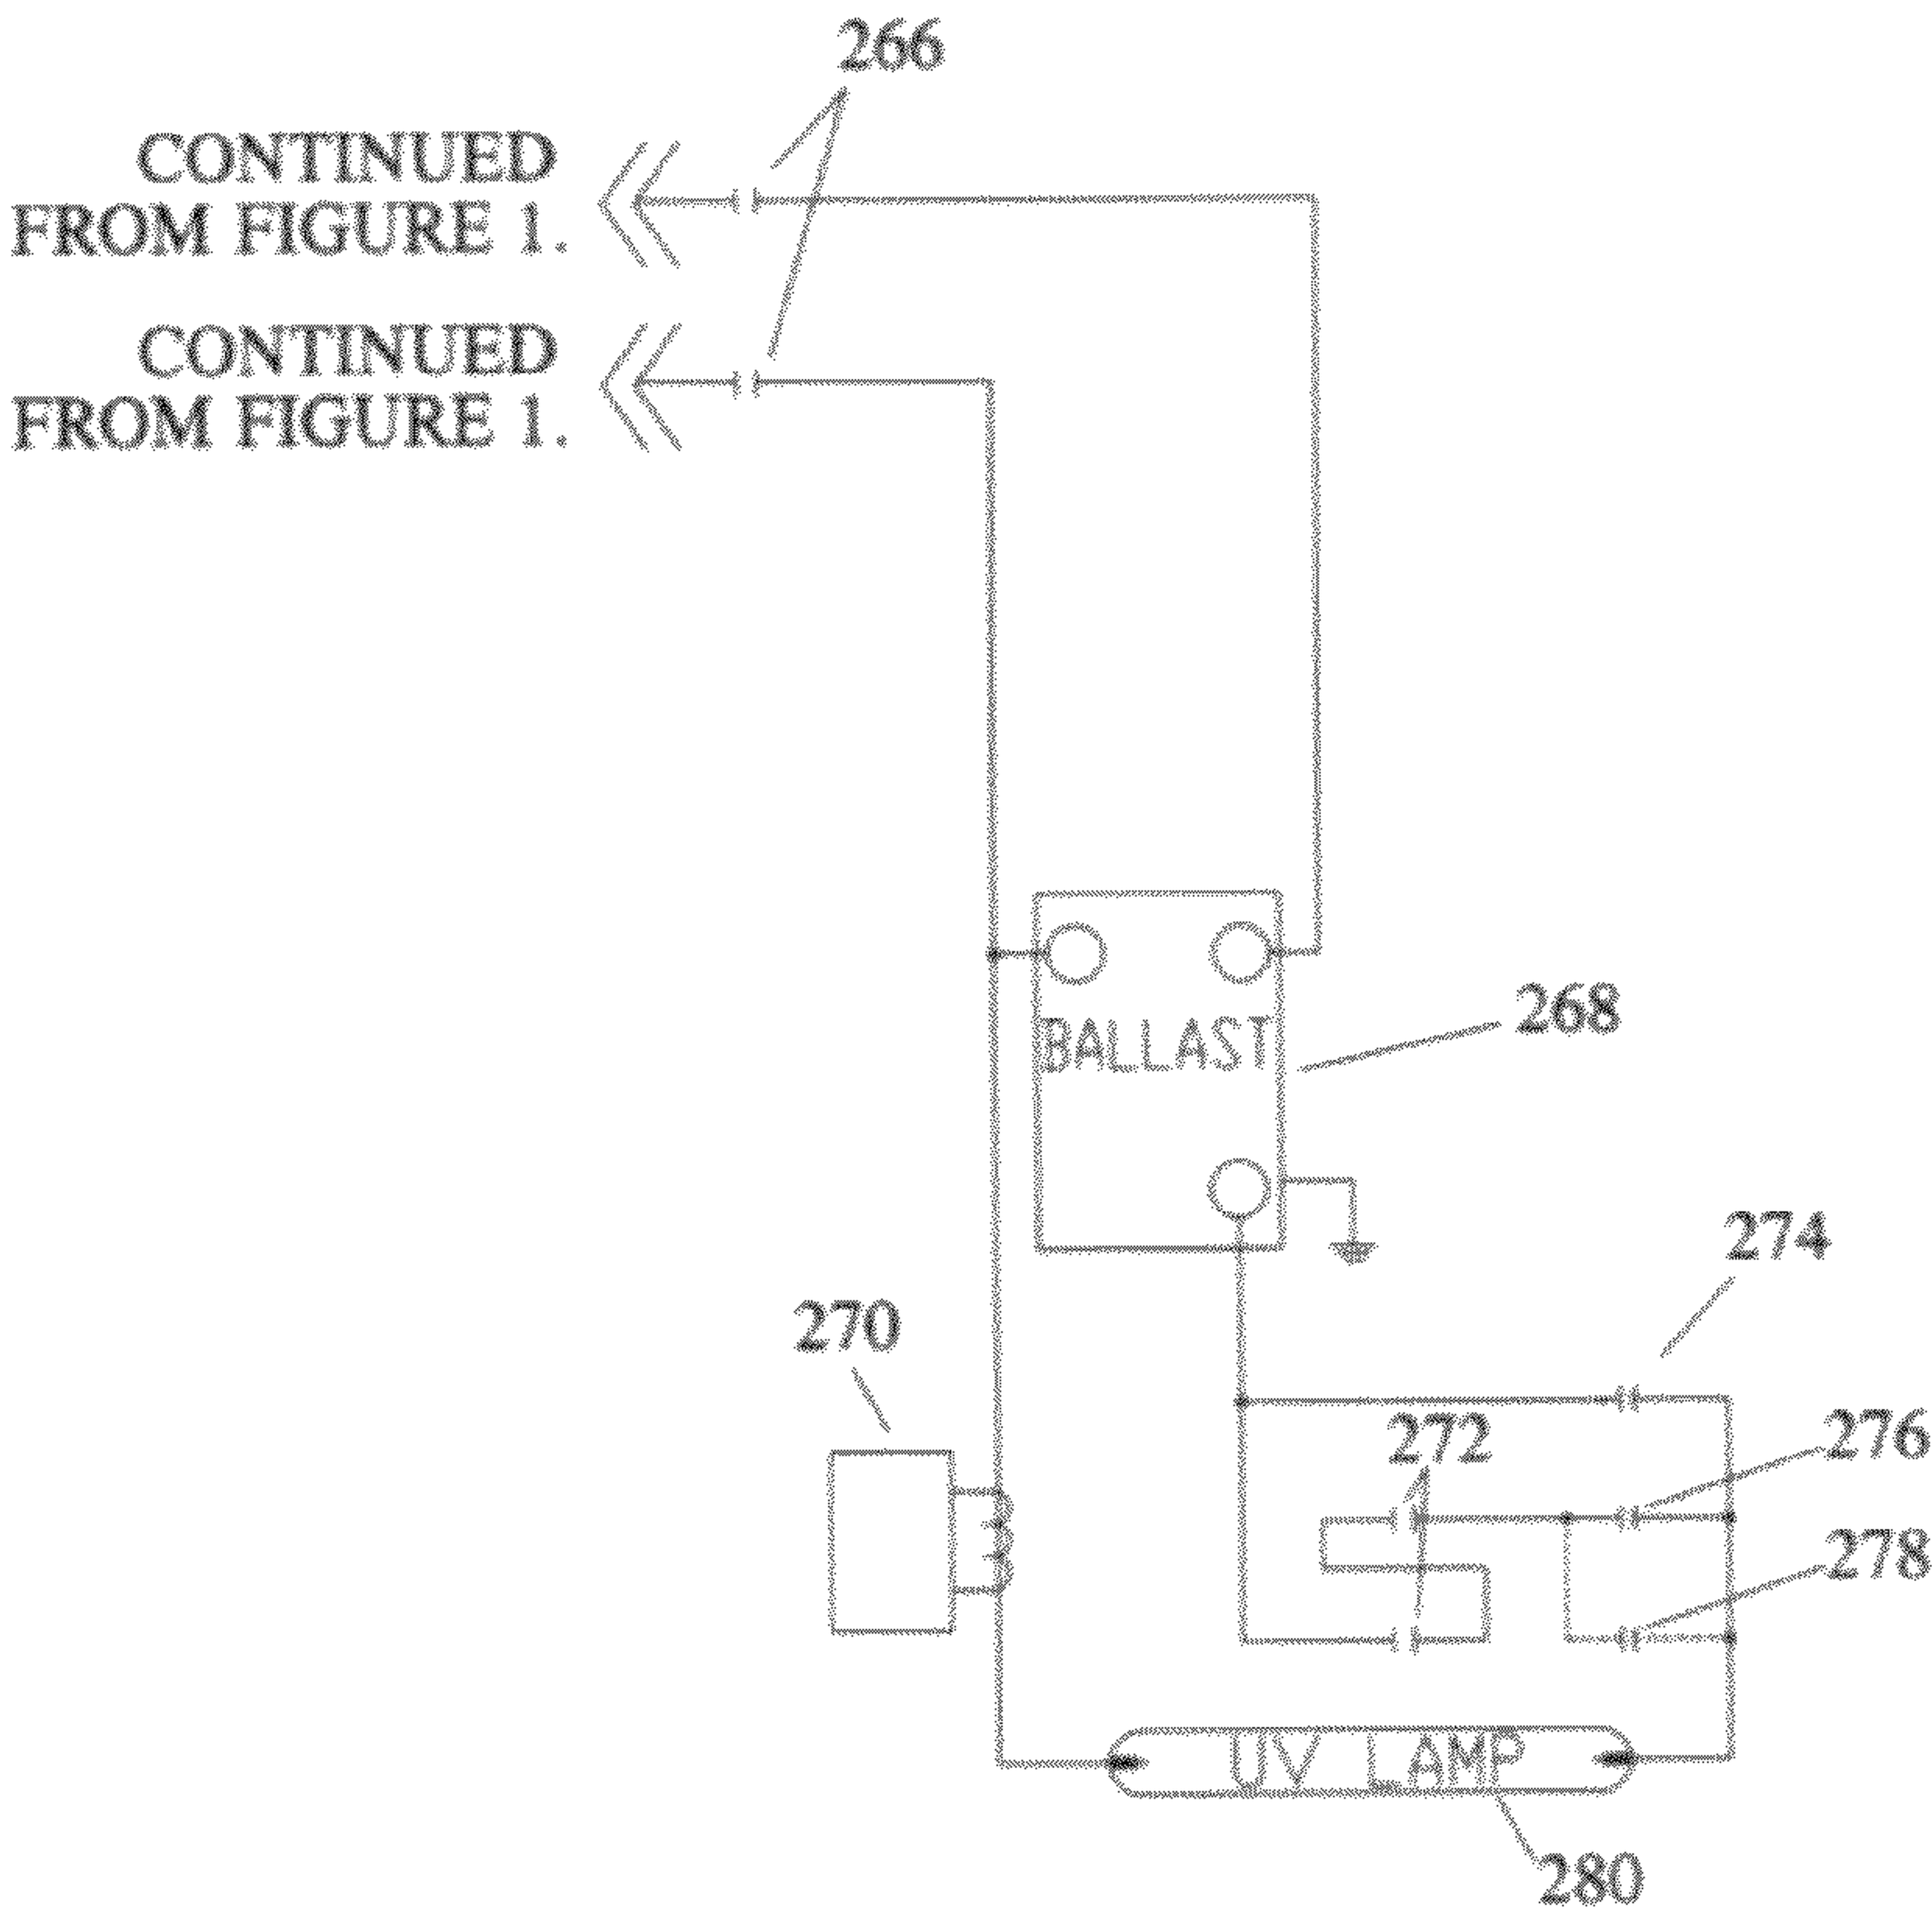 266
CONTINUED
FROM FIGURE 1.
CONTINUED
FROM FIGURE 1.
BALLAST
268
274
270
272
276
278
UV LAMP
280